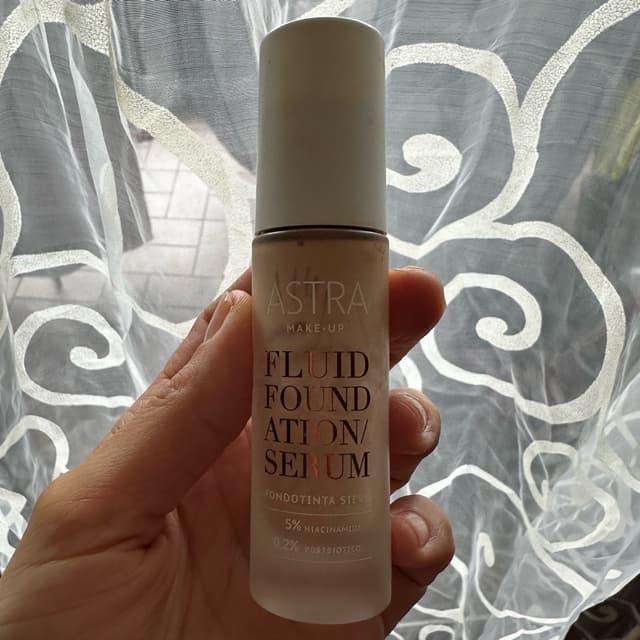 ASTRA
MAKE-UP
FLUID
FOUND
ATION/
SERUM
FONDOTINTA SIERO
5% NIACINAMIDE
0.2% POSTBIOTICO